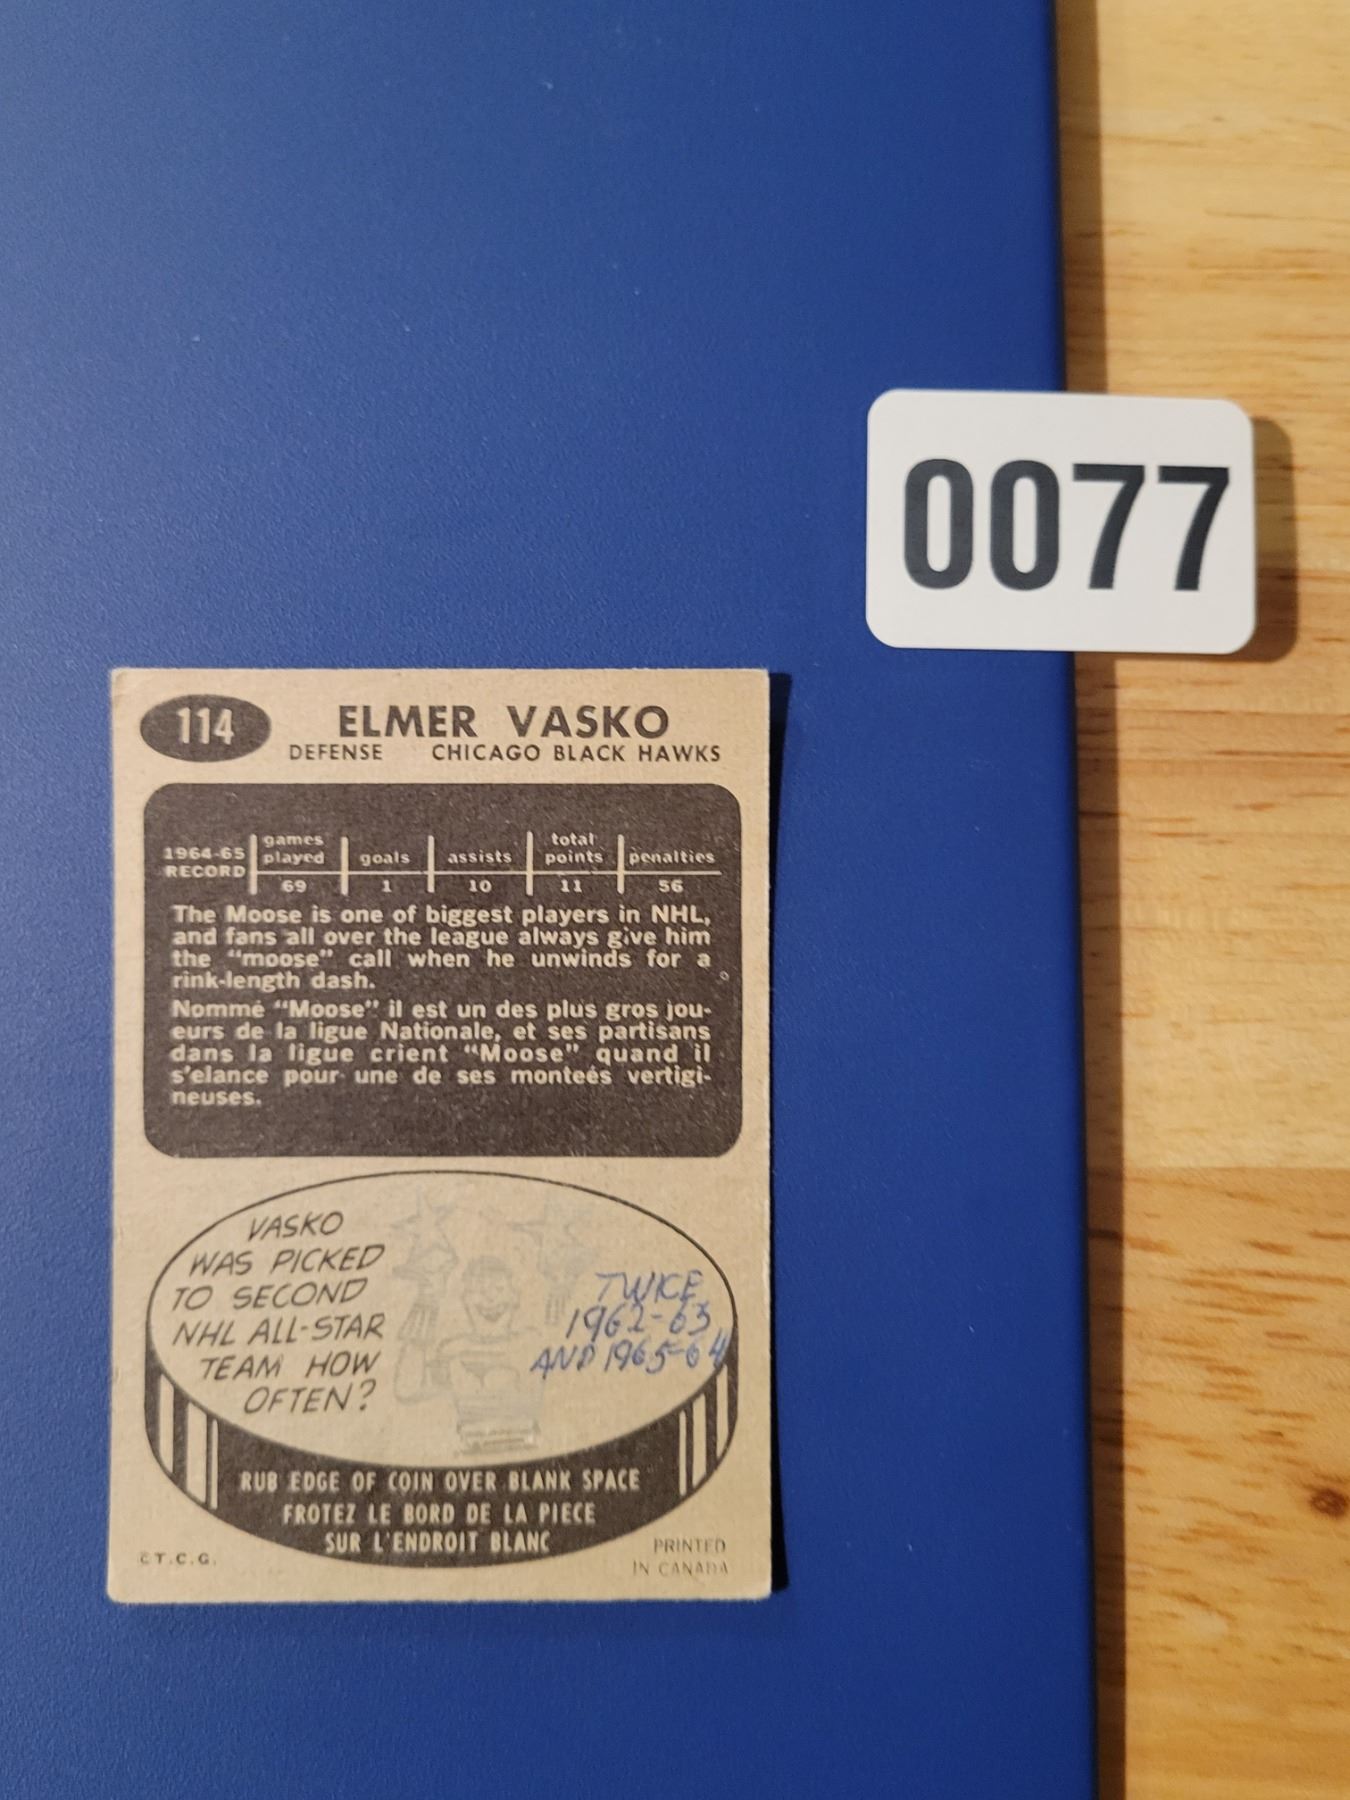 0077
114 ELMER VASKO
DEFENSE CHICAGO BLACK HAWKS
1964-65 RECORD games played goals assists total points penalties
69 1 10 11 56
The Moose is one of biggest players in NHL,
and fans all over the league always give him
the "moose" call when he unwinds for a
rink-length dash.
Nommé "Moose" il est un des plus gros jou-
eurs de la ligue Nationale, et ses partisans
dans la ligue crient "Moose" quand il
s'elance pour une de ses monteés vertigi-
neuses.
VASKO
WAS PICKED
TO SECOND
NHL ALL-STAR
TEAM HOW
OFTEN?
TWICE
1962-63
AND 1965-64
RUB EDGE OF COIN OVER BLANK SPACE
FROTEZ LE BORD DE LA PIECE
SUR L'ENDROIT BLANC
© T.C.G.
PRINTED
IN CANADA